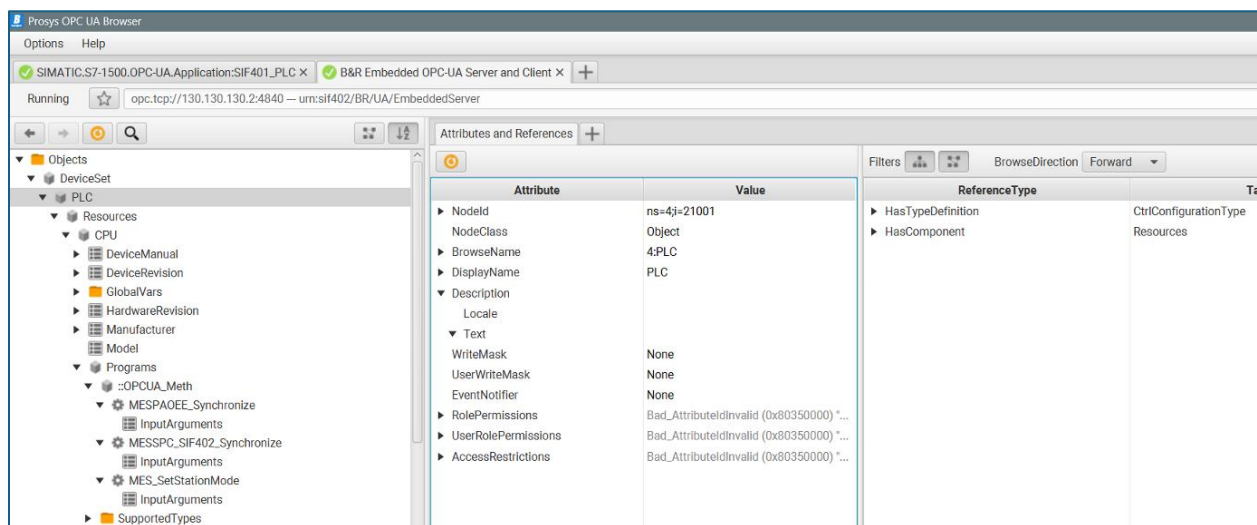 Prosys OPC UA Browser
Options Help
SIMATIC.S7-1500.OPC-UA.Application:SIF401_PLC × B&R Embedded OPC-UA Server and Client ×
Running opc.tcp://130.130.130.2:4840 — urn:sif402/BR/UA/EmbeddedServer
Objects
DeviceSet
PLC
Resources
CPU
DeviceManual
DeviceRevision
GlobalVars
HardwareRevision
Manufacturer
Model
Programs
::OPCUA_Meth
MESPAOEE_Synchronize
InputArguments
MESSPC_SIF402_Synchronize
InputArguments
MES_SetStationMode
InputArguments
SupportedTypes
Attributes and References
Attribute Value
NodeId ns=4;i=21001
NodeClass Object
BrowseName 4:PLC
DisplayName PLC
Description
Locale
Text
WriteMask None
UserWriteMask None
EventNotifier None
RolePermissions Bad_AttributeIdInvalid (0x80350000) "...
UserRolePermissions Bad_AttributeIdInvalid (0x80350000) "...
AccessRestrictions Bad_AttributeIdInvalid (0x80350000) "...
Filters BrowseDirection Forward
ReferenceType Ta
HasTypeDefinition CtrlConfigurationType
HasComponent Resources